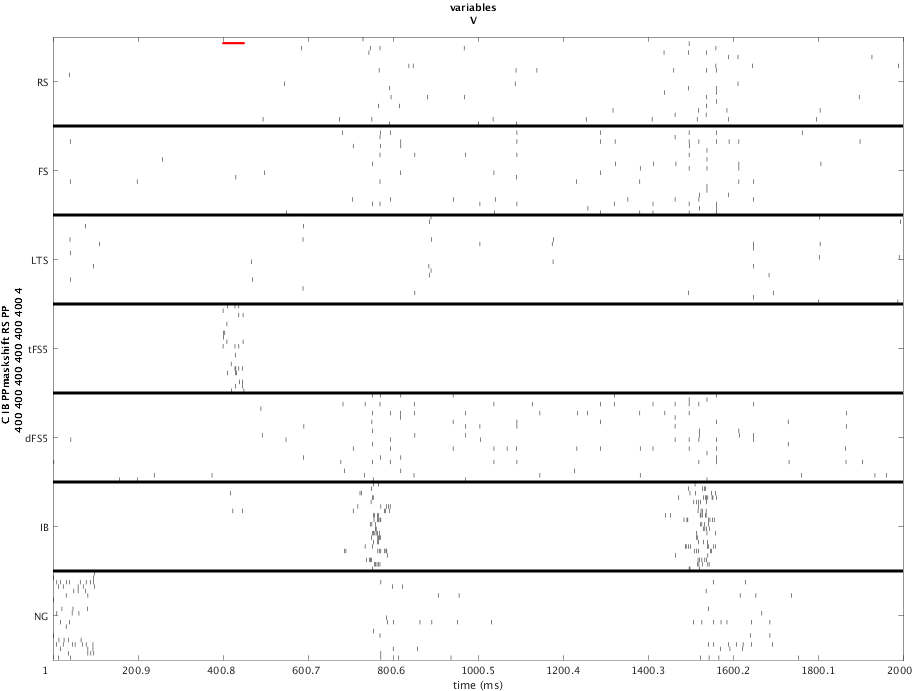 variables
V
RS
FS
LTS
tFS5
dFS5
IB
NG
C IB PPmaskshift RS PP
400 400 400 400 400 400 4
1
200.9
400.8
600.7
800.6
1000.5
1200.4
1400.3
1600.2
1800.1
2000
time (ms)